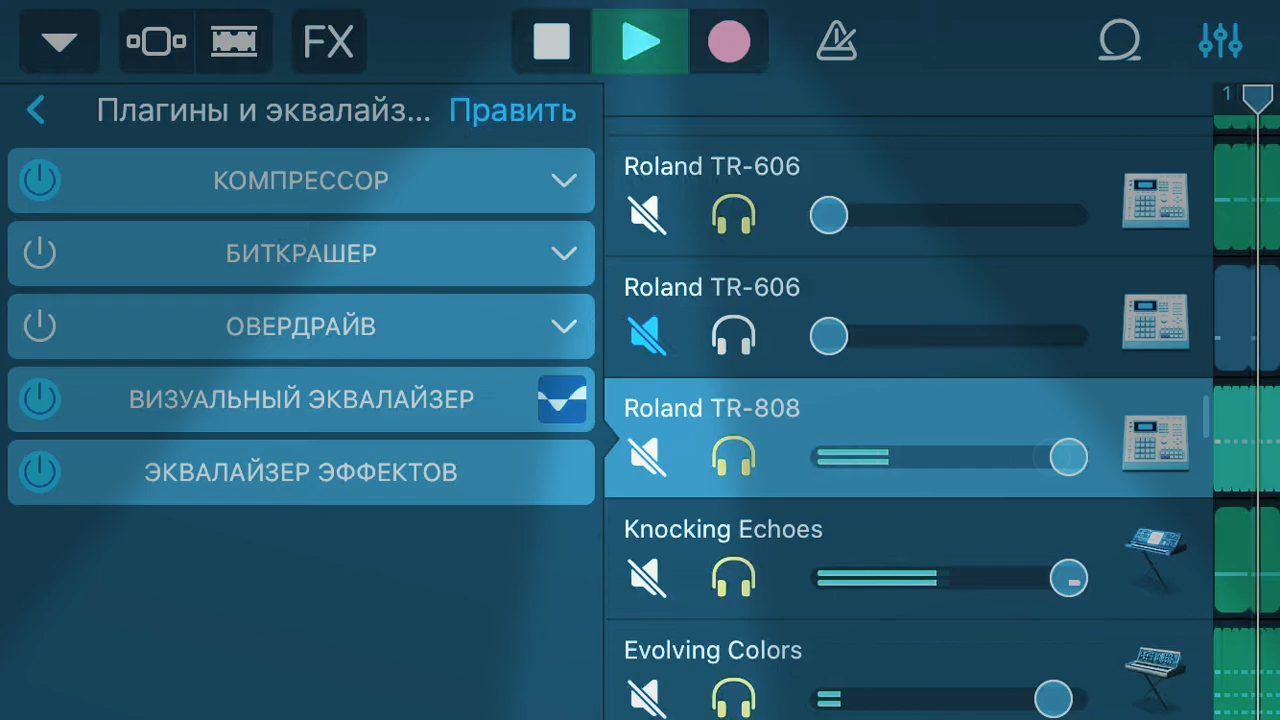 FX
1
Плагины и эквалайз... Править
КОМПРЕССОР
БИТКРАШЕР
ОВЕРДРАЙВ
ВИЗУАЛЬНЫЙ ЭКВАЛАЙЗЕР
ЭКВАЛАЙЗЕР ЭФФЕКТОВ
Roland TR-606
Roland TR-606
Roland TR-808
Knocking Echoes
Evolving Colors